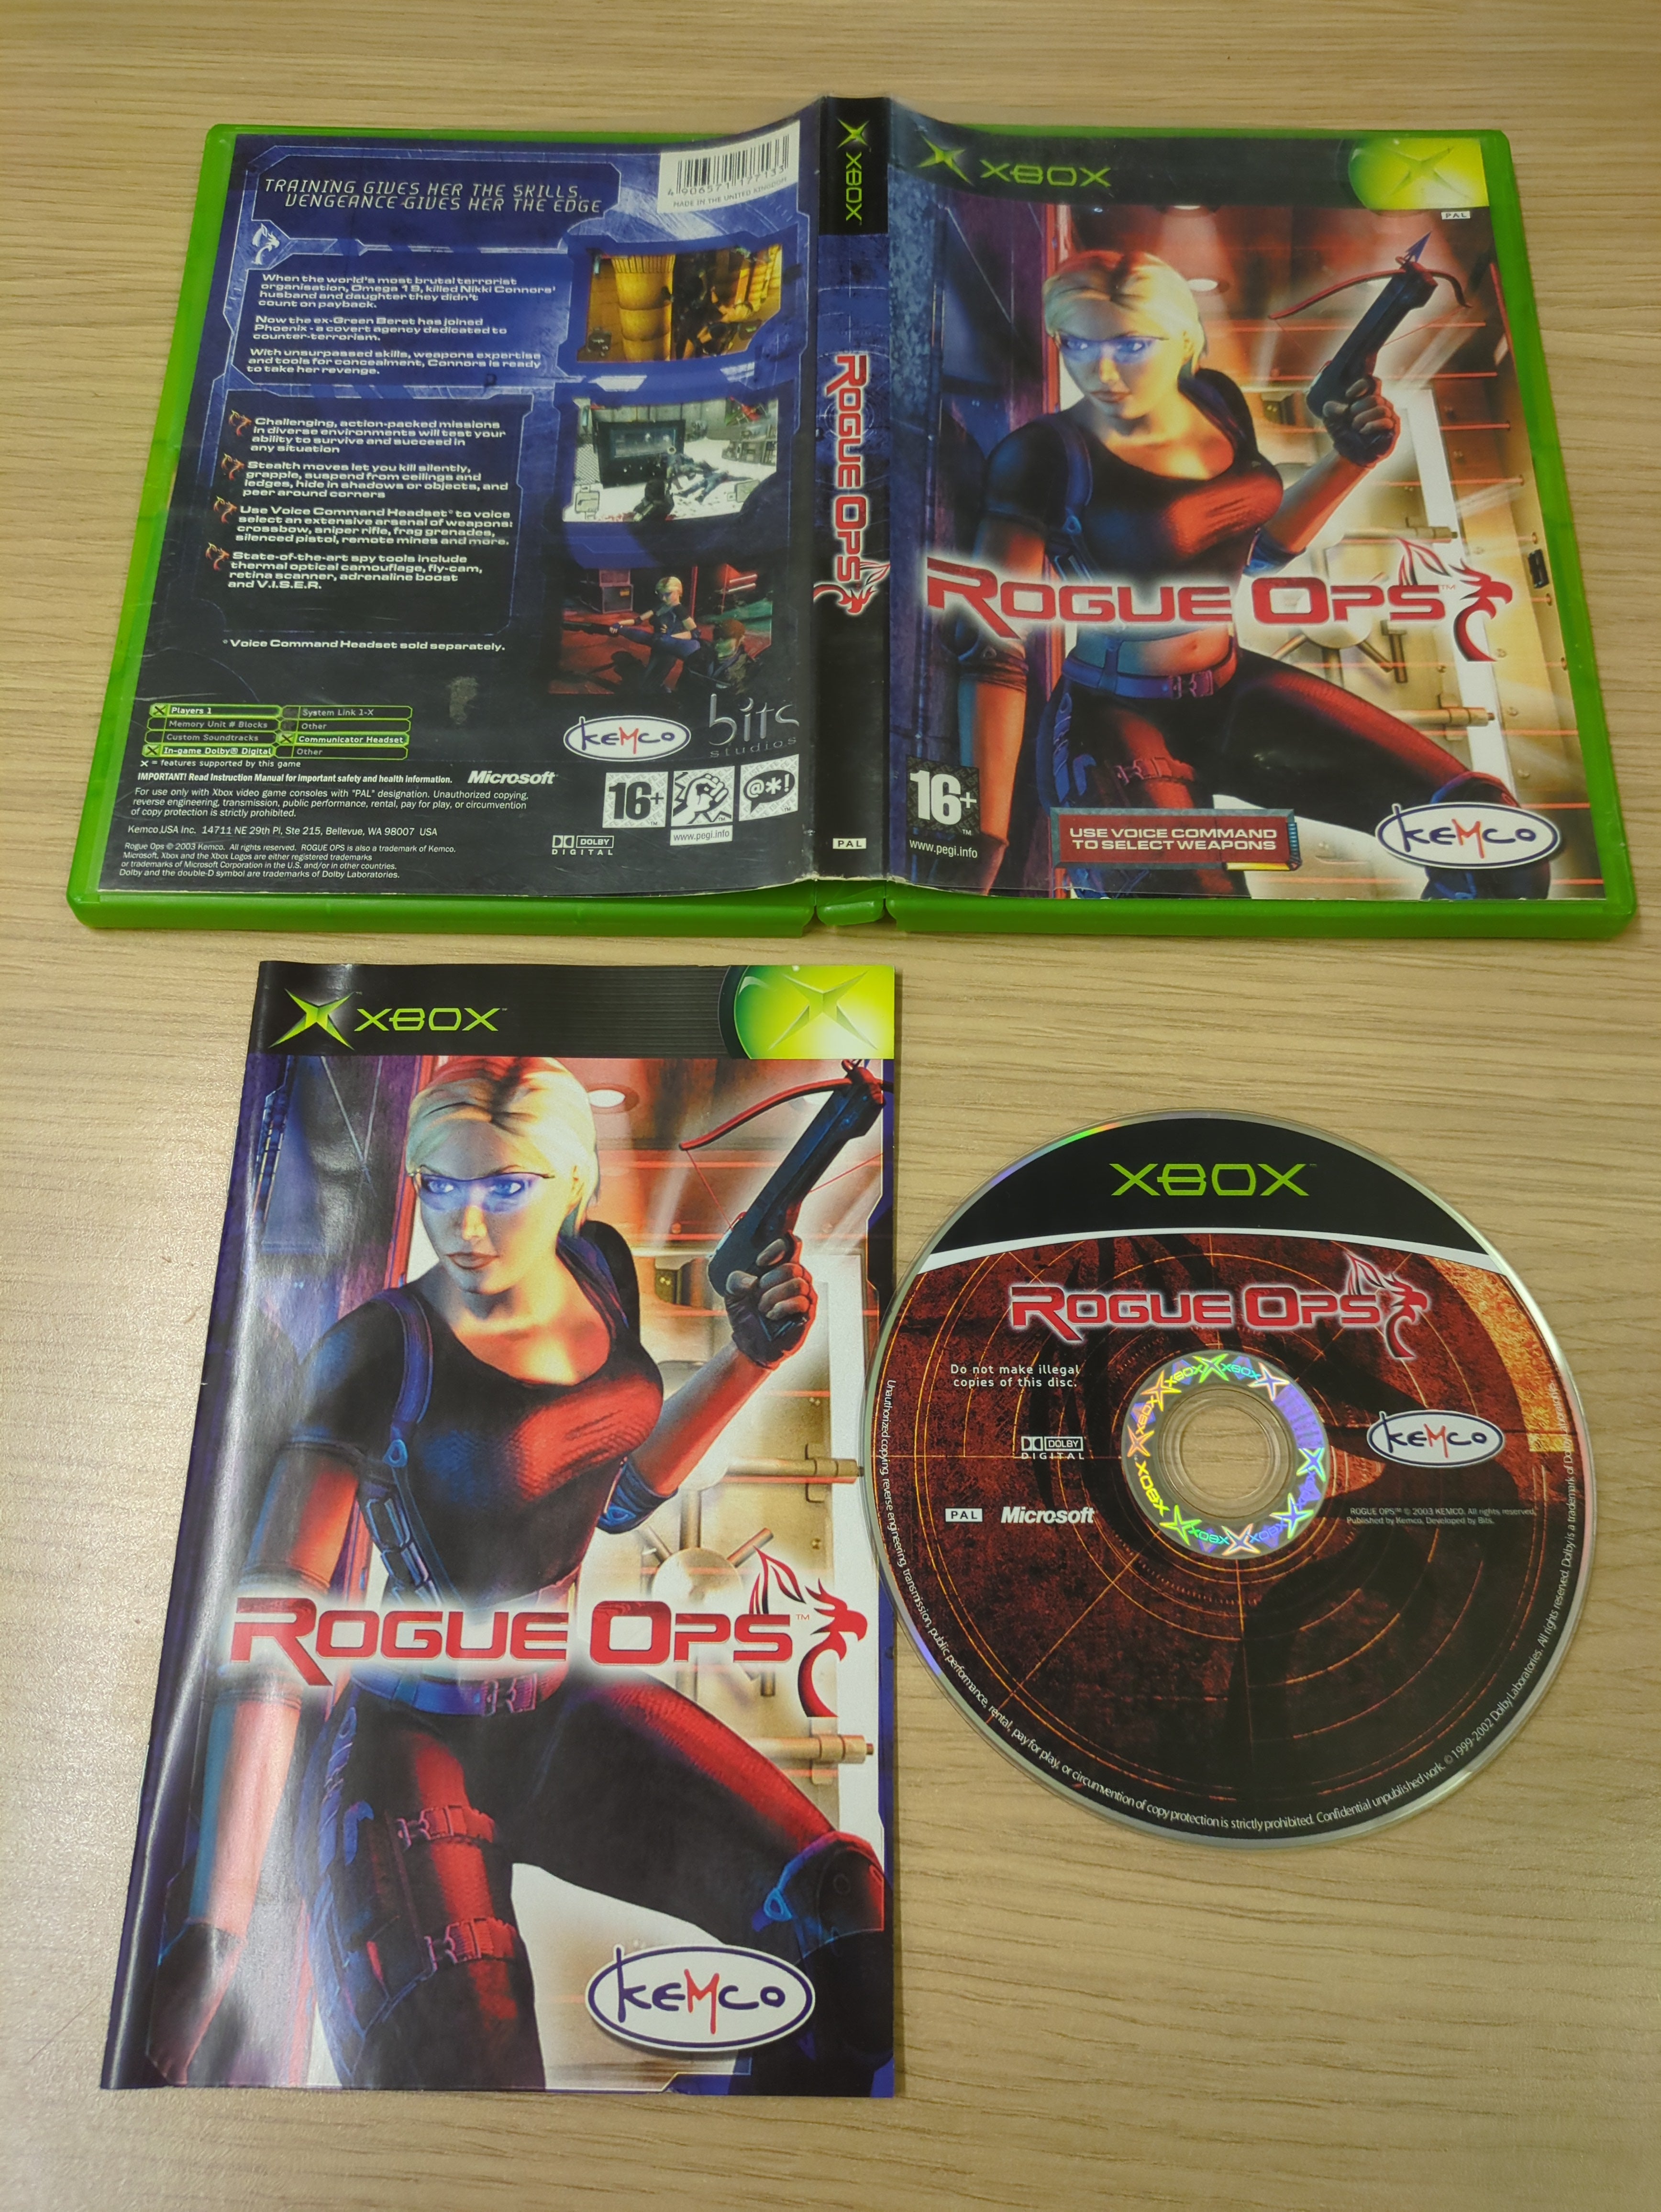 TRAINING GIVES HER THE SKILLS,
VENGEANCE GIVES HER THE EDGE
MADE IN THE UNITED KINGDOM
When the world's most brutal terrorist
organisation, Omega 19, killed Nikki Connors'
husband and daughter they didn't
count on payback.
Now the ex-Green Beret has joined
Phoenix - a covert agency dedicated to
counter-terrorism.
With unsurpassed skills, weapons expertise
and tools for concealment, Connors is ready
to take her revenge.
Challenging, action-packed missions
in diverse environments will test your
ability to survive and succeed in
any situation
Stealth moves let you kill silently,
grapple, suspend from ceilings and
ledges, hide in shadows or objects, and
peer around corners
Use Voice Command Headset* to voice
select an extensive arsenal of weapons:
crossbow, sniper rifle, frag grenades,
silenced pistol, remote mines and more.
State-of-the-art spy tools include
thermal optical camouflage, fly-cam,
retina scanner, adrenaline boost
and V.I.S.E.R.
*Voice Command Headset sold separately.
Players 1
System Link 1-X
Memory Unit # Blocks
Other
Custom Soundtracks
Communicator Headset
In-game Dolby® Digital
Other
X = features supported by this game
IMPORTANT! Read Instruction Manual for important safety and health information.
Microsoft
For use only with Xbox video game consoles with "PAL" designation. Unauthorized copying,
reverse engineering, transmission, public performance, rental, pay for play, or circumvention
of copy protection is strictly prohibited.
Kemco USA Inc. 14711 NE 29th Pl, Ste 215, Bellevue, WA 98007 USA
Rogue Ops © 2003 Kemco. All rights reserved. ROGUE OPS is also a trademark of Kemco.
Microsoft, Xbox and the Xbox Logos are either registered trademarks
or trademarks of Microsoft Corporation in the U.S. and/or in other countries.
Dolby and the double-D symbol are trademarks of Dolby Laboratories.
KEMCO
bits
studios
16+
@*!
www.pegi.info
DOLBY
DIGITAL
XBOX
ROGUE OPS
PAL
XBOX
PAL
ROGUE OPS™
16+
www.pegi.info
USE VOICE COMMAND
TO SELECT WEAPONS
KEMCO
XBOX™
ROGUE OPS™
KEMCO
XBOX™
ROGUE OPS
Do not make illegal
copies of this disc.
DOLBY
DIGITAL
KEMCO
PAL
Microsoft
ROGUE OPS™ © 2003 KEMCO. All rights reserved.
Published by Kemco. Developed by Bits.
Unauthorized copying, reverse engineering, transmission, public performance, rental, pay for play, or circumvention of copy protection is strictly prohibited. Confidential unpublished work. © 1999-2002 Dolby Laboratories. All rights reserved. Dolby is a trademark of Dolby Laboratories.
XBOX XBOX XBOX XBOX XBOX